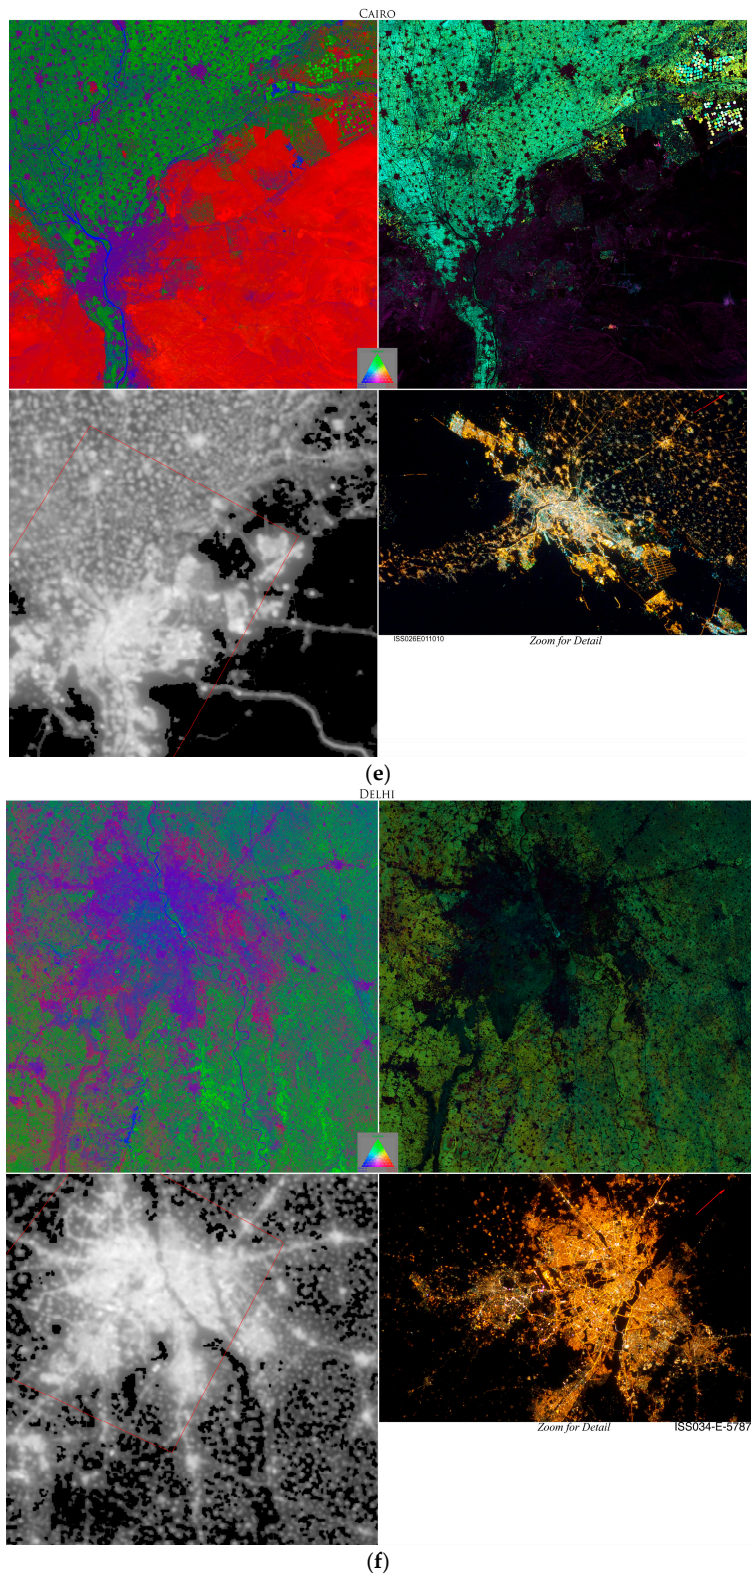 CAIRO
ISS026E011010
Zoom for Detail
(e)
DELHI
Zoom for Detail
ISS034-E-5787
(f)